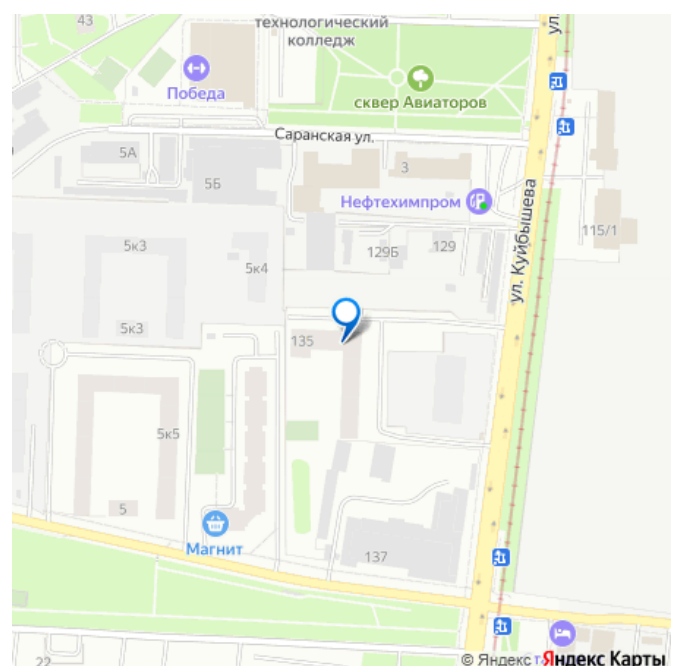 43
технологический
колледж
ул.
Победа
сквер Авиаторов
Саранская ул.
5А
3
5Б
Нефтехимпром
ул. Куйбышева
115/1
5к3
129Б
129
5к4
5к3
135
5к5
5
Магнит
137
22
© Яндекс
Яндекс Карты